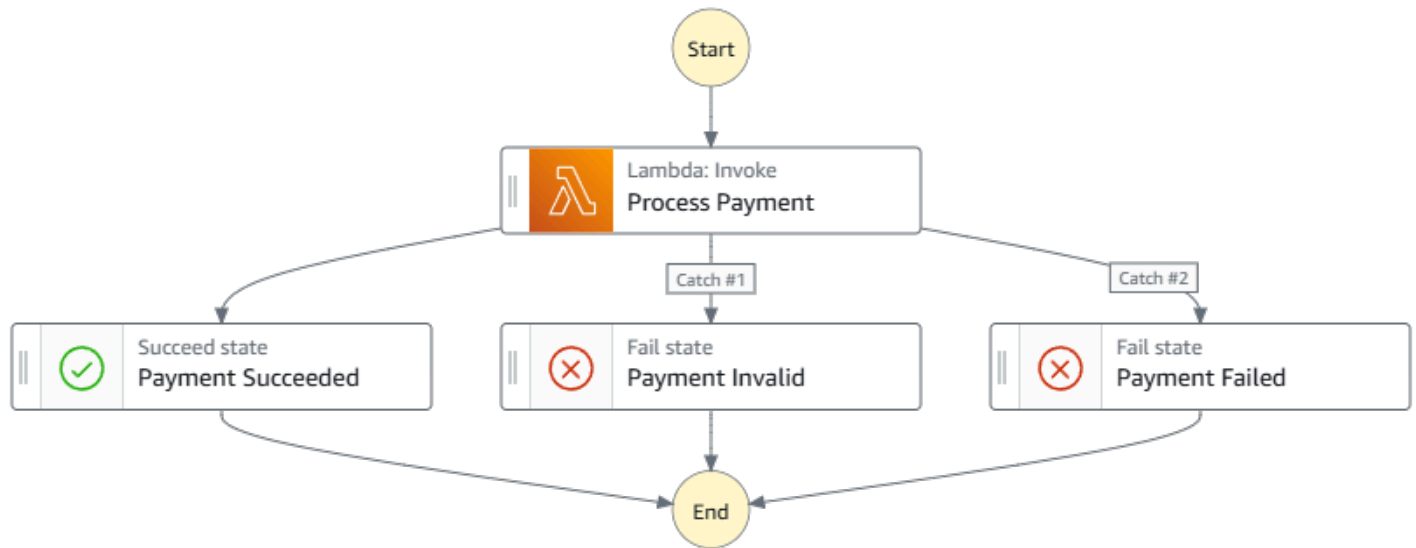 Start
Lambda: Invoke
Process Payment
Catch #1
Catch #2
Succeed state
Payment Succeeded
Fail state
Payment Invalid
Fail state
Payment Failed
End